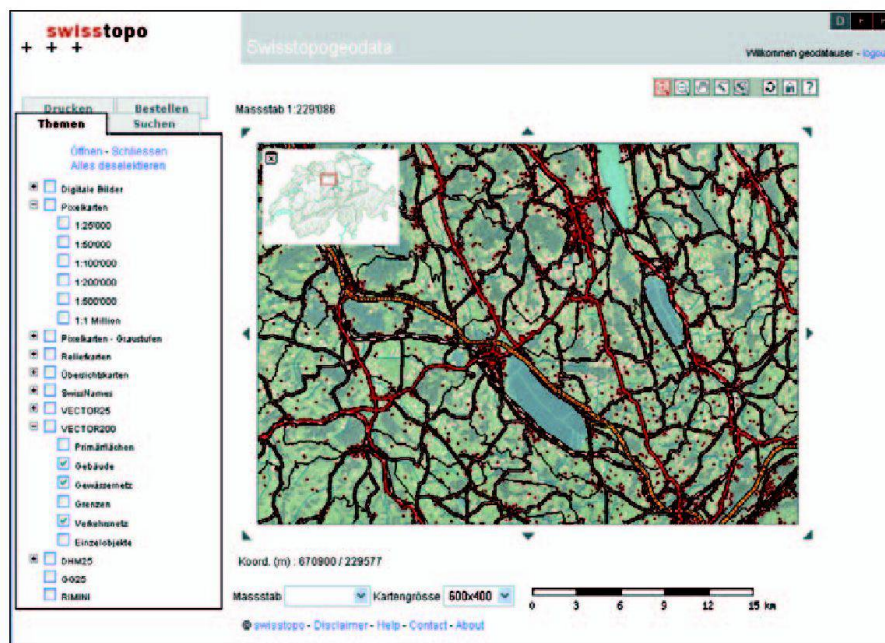 swisstopo
+ + +
Swisstopogeodata
D
Willkommen geodatauser - logout
Drucken
Bestellen
Themen
Suchen
Massstab 1:229'086
?
Öffnen - Schliessen
Alles deselektieren
Digitale Bilder
Pixelkarten
1:25'000
1:50'000
1:100'000
1:200'000
1:500'000
1:1 Million
Pixelkarten - Graustufen
Reliefkarten
Übersichtskarten
SwissNames
VECTOR25
VECTOR200
Primärflächen
Gebäude
Gewässernetz
Grenzen
Verkehrsnetz
Einzelobjekte
DHM25
GG25
RIMINI
Koord. (m) : 670900 / 229577
Massstab
Kartengrösse
600x400
0 3 6 9 12 15 km
© swisstopo - Disclaimer - Help - Contact - About